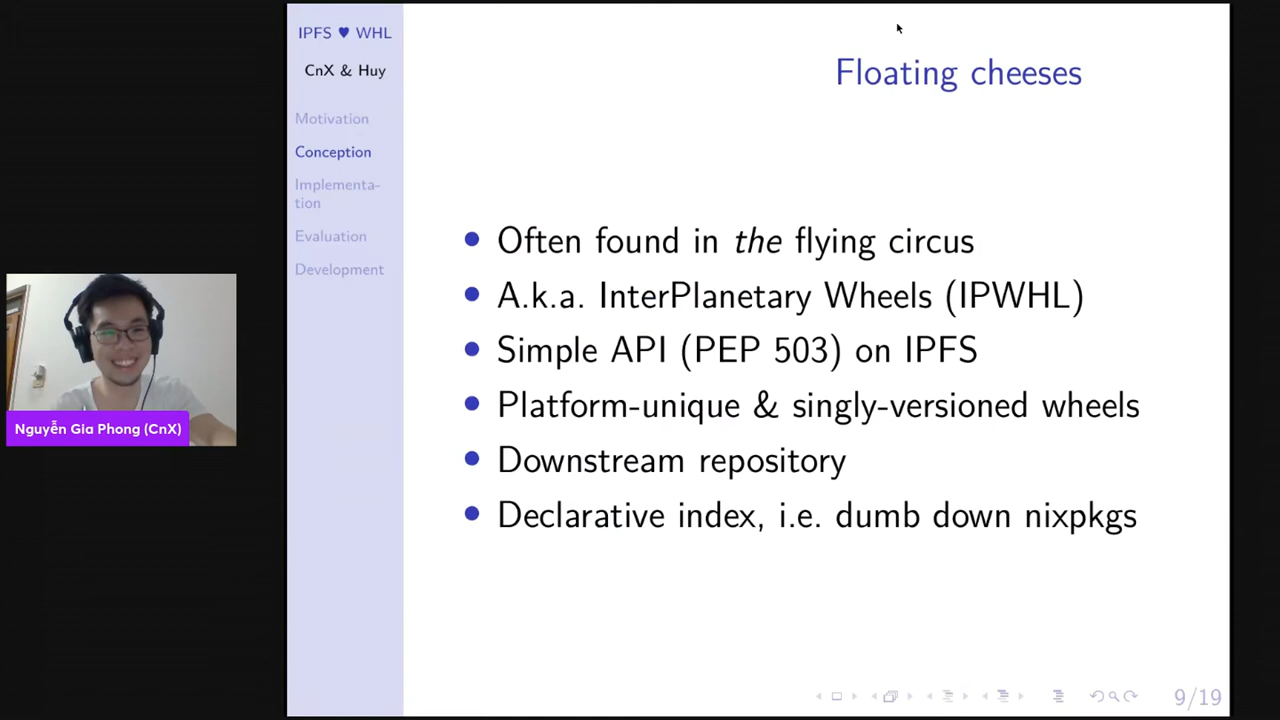 IPFS ♥ WHL
CnX & Huy
Motivation
Conception
Implementa-
tion
Evaluation
Development
Floating cheeses
• Often found in the flying circus
• A.k.a. InterPlanetary Wheels (IPWHL)
• Simple API (PEP 503) on IPFS
• Platform-unique & singly-versioned wheels
• Downstream repository
• Declarative index, i.e. dumb down nixpkgs
9/19
Nguyễn Gia Phong (CnX)